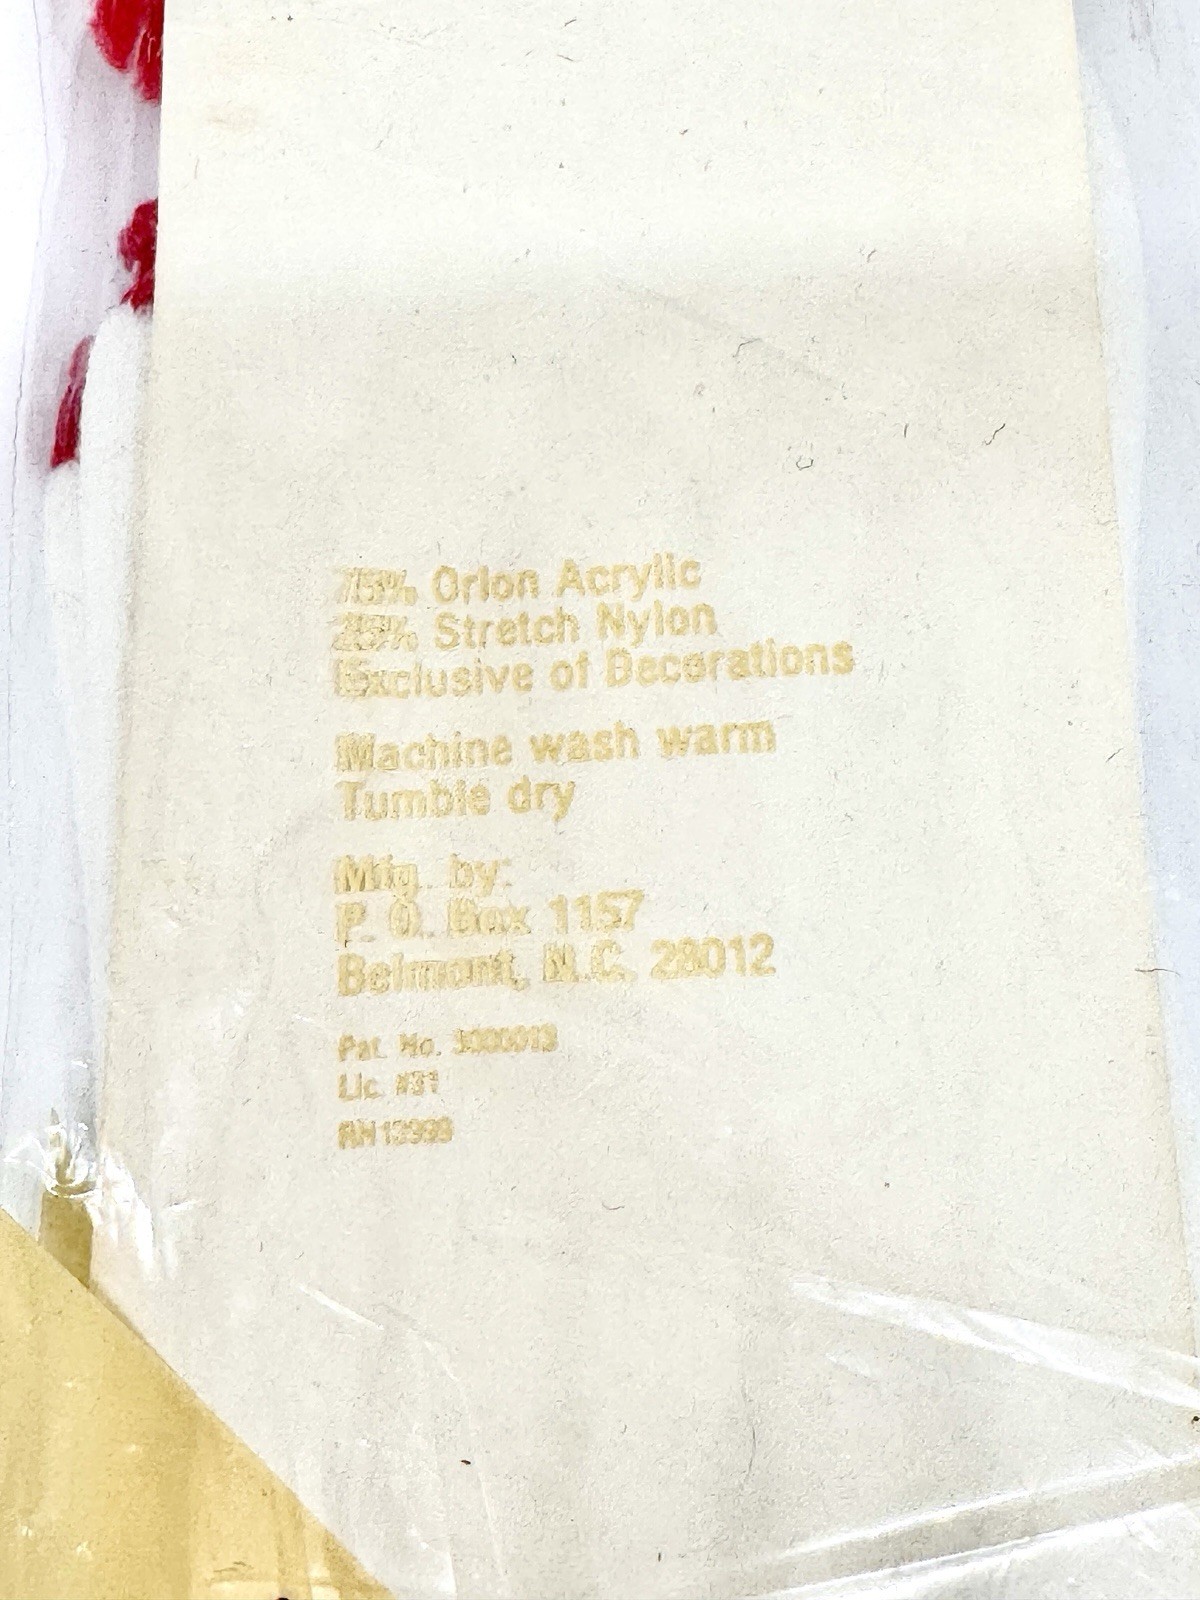 75% Orlon Acrylic
25% Stretch Nylon
Exclusive of Decorations
Machine wash warm
Tumble dry
Mfg. by:
P. O. Box 1157
Belmont, N.C. 28012
Pat. No.
Lic. #31
RN